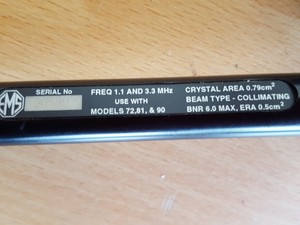 EMS
SERIAL No
FREQ 1.1 AND 3.3 MHz
USE WITH
MODELS 72,81, & 90
CRYSTAL AREA 0.79cm²
BEAM TYPE - COLLIMATING
BNR 6.0 MAX, ERA 0.5cm²